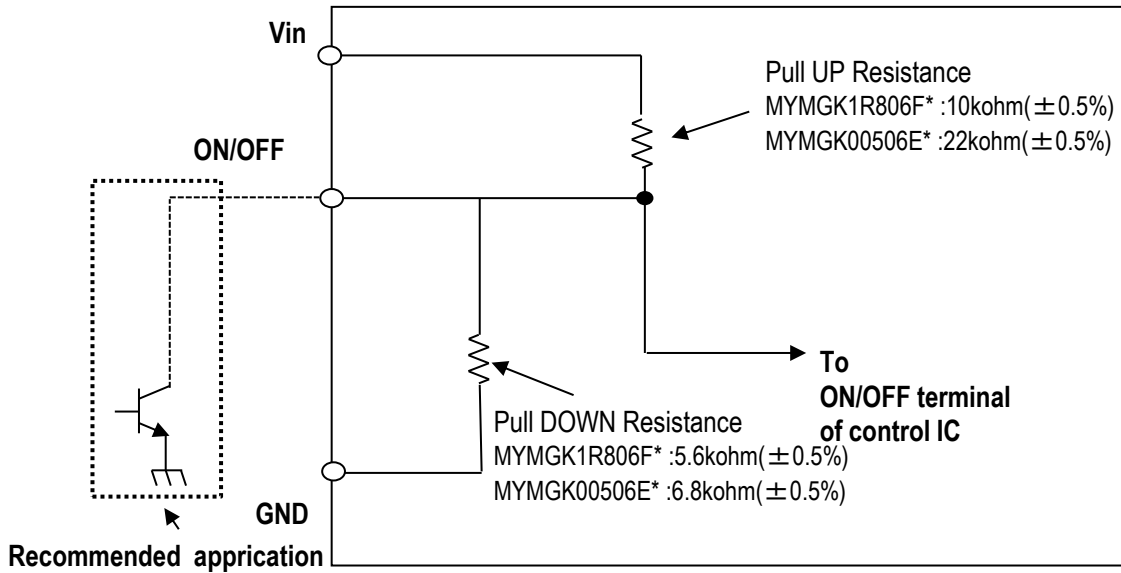 Vin
Pull UP Resistance
MYMGK1R806F* :10kohm(±0.5%)
MYMGK00506E* :22kohm(±0.5%)
ON/OFF
To
ON/OFF terminal
of control IC
Pull DOWN Resistance
MYMGK1R806F* :5.6kohm(±0.5%)
MYMGK00506E* :6.8kohm(±0.5%)
GND
Recommended apprication